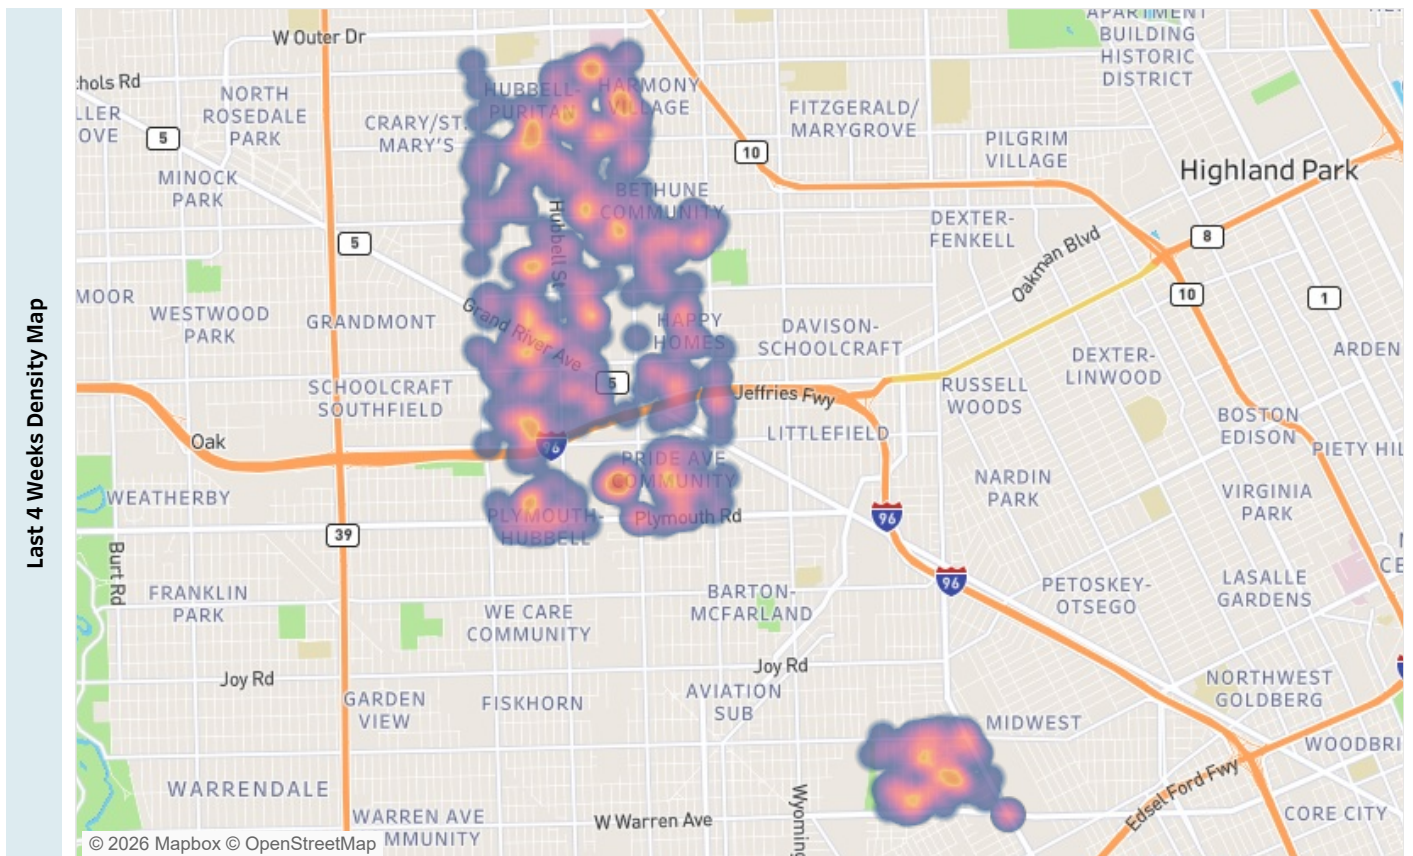 Last 4 Weeks Density Map
W Outer Dr
APARTMENT
BUILDING
HISTORIC
DISTRICT
HUBBELL-
PURITAN
HARMONY
VILLAGE
NORTH
ROSEDALE
PARK
CRARY/ST.
MARY'S
FITZGERALD/
MARYGROVE
5
10
PILGRIM
VILLAGE
Highland Park
MINOCK
PARK
BETHUNE
COMMUNITY
Hubbell St
DEXTER-
FENKELL
Oakman Blvd
8
5
10
1
WESTWOOD
PARK
GRANDMONT
Grand River Ave
HAPPY
HOMES
DAVISON-
SCHOOLCRAFT
ARDEN
DEXTER-
LINWOOD
SCHOOLCRAFT
SOUTHFIELD
5
Jeffries Fwy
RUSSELL
WOODS
BOSTON
EDISON
Oak
96
LITTLEFIELD
PIETY HIL
PRIDE AVE
COMMUNITY
NARDIN
PARK
VIRGINIA
PARK
WEATHERBY
PLYMOUTH-
HUBBELL
Plymouth Rd
96
39
Burt Rd
FRANKLIN
PARK
WE CARE
COMMUNITY
BARTON-
MCFARLAND
96
PETOSKEY-
OTSEGO
LASALLE
GARDENS
Joy Rd
Joy Rd
GARDEN
VIEW
FISKHORN
AVIATION
SUB
MIDWEST
NORTHWEST
GOLDBERG
WOODBRI
WARRENDALE
WARREN AVE
MMUNITY
W Warren Ave
Wyoming
Edsel Ford Fwy
CORE CITY
© 2026 Mapbox © OpenStreetMap